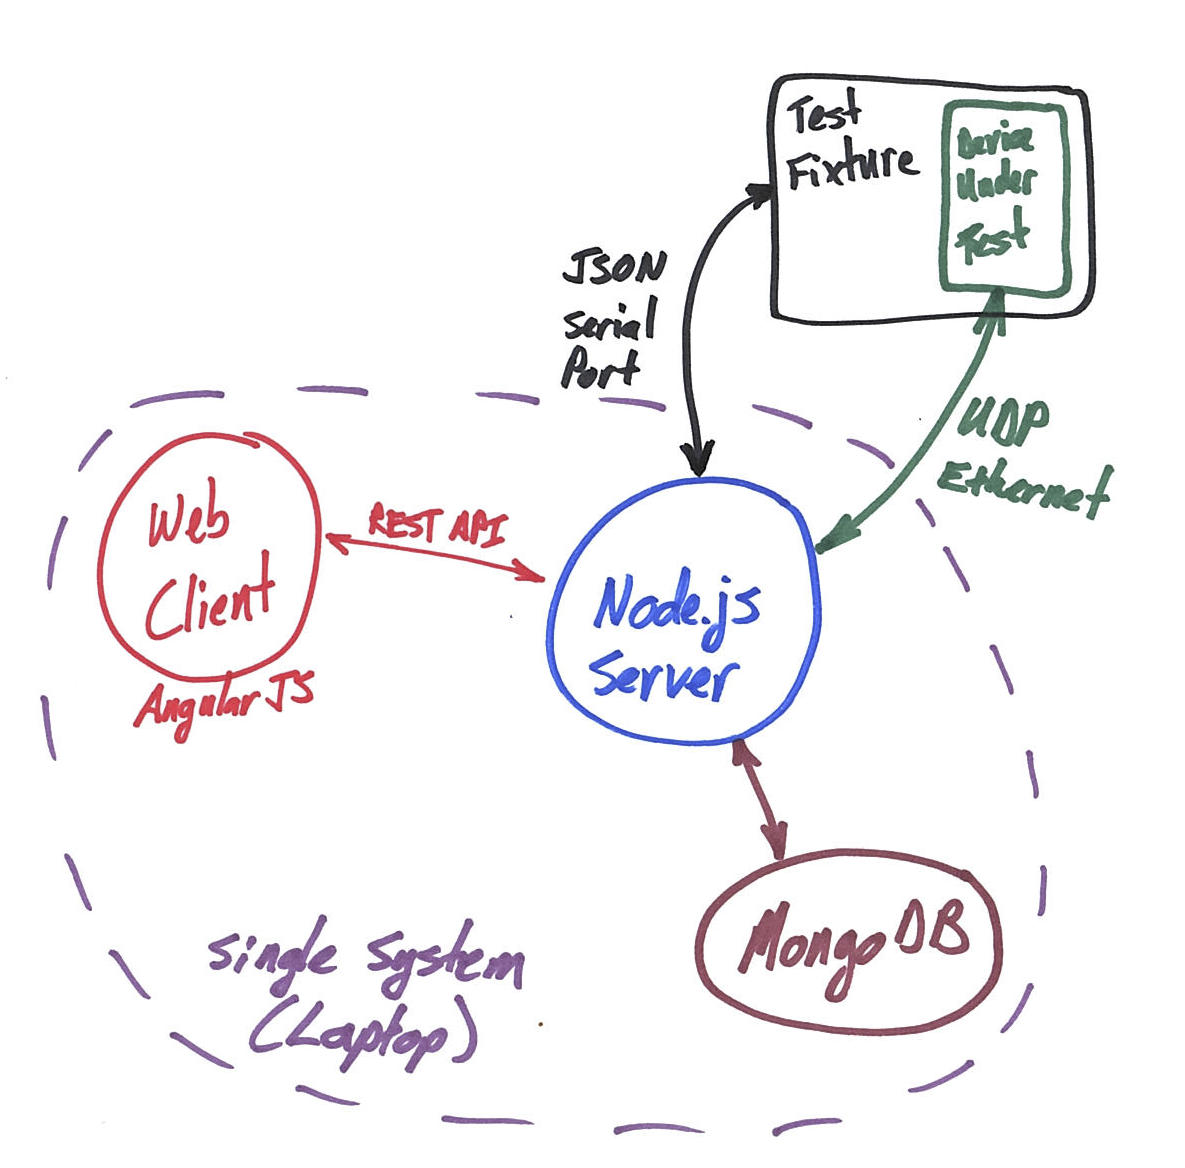 Test
Fixture
Device
Under
Test
JSON
Serial
Port
UDP
Ethernet
Web
Client
AngularJS
REST API
Node.js
Server
MongoDB
Single System
(Laptop)